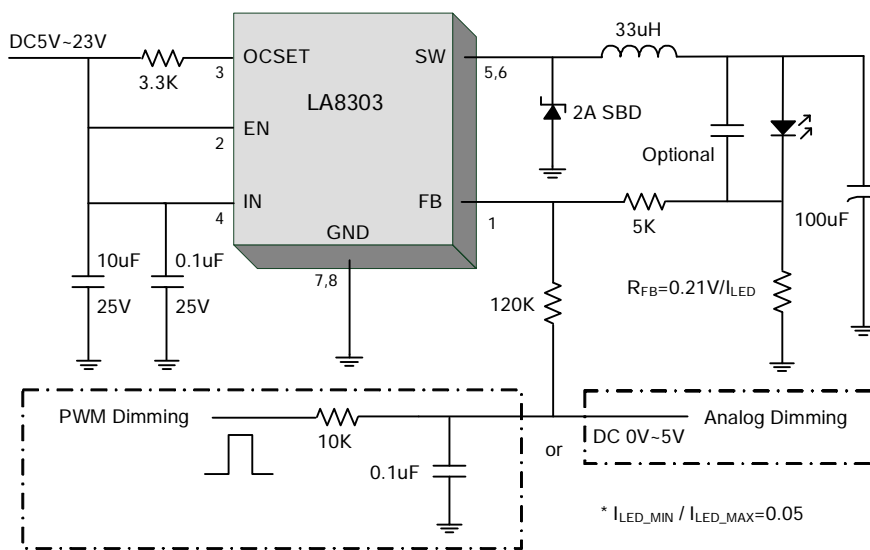 33uH
DC5V~23V
3.3K
3
OCSET
SW
5,6
LA8303
2A SBD
EN
2
Optional
IN
4
FB
1
5K
100uF
GND
7,8
10uF
25V
0.1uF
25V
120K
RFB=0.21V/ILED
PWM Dimming
10K
0.1uF
or
DC 0V~5V
Analog Dimming
* ILED_MIN / ILED_MAX=0.05